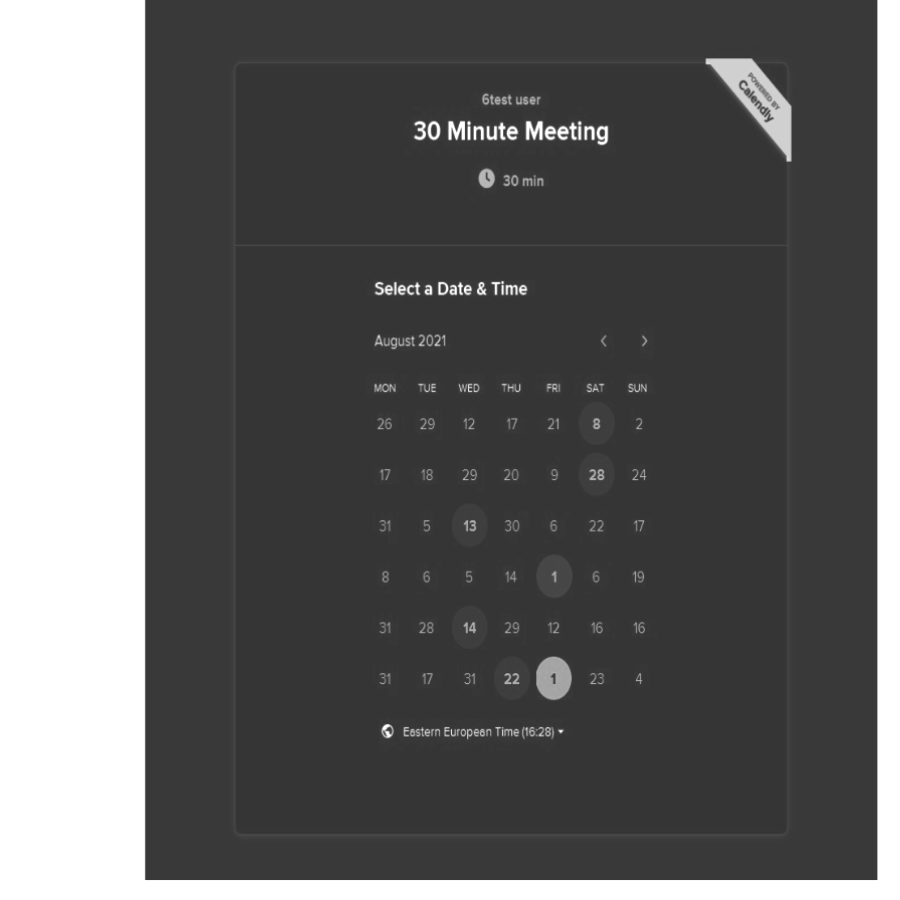 POWERED BY
Calendly
6test user
30 Minute Meeting
30 min
Select a Date & Time
August 2021
MON TUE WED THU FRI SAT SUN
26 29 12 17 21 8 2
17 18 29 20 9 28 24
31 5 13 30 6 22 17
8 6 5 14 1 6 19
31 28 14 29 12 16 16
31 17 31 22 1 23 4
Eastern European Time (16:28)